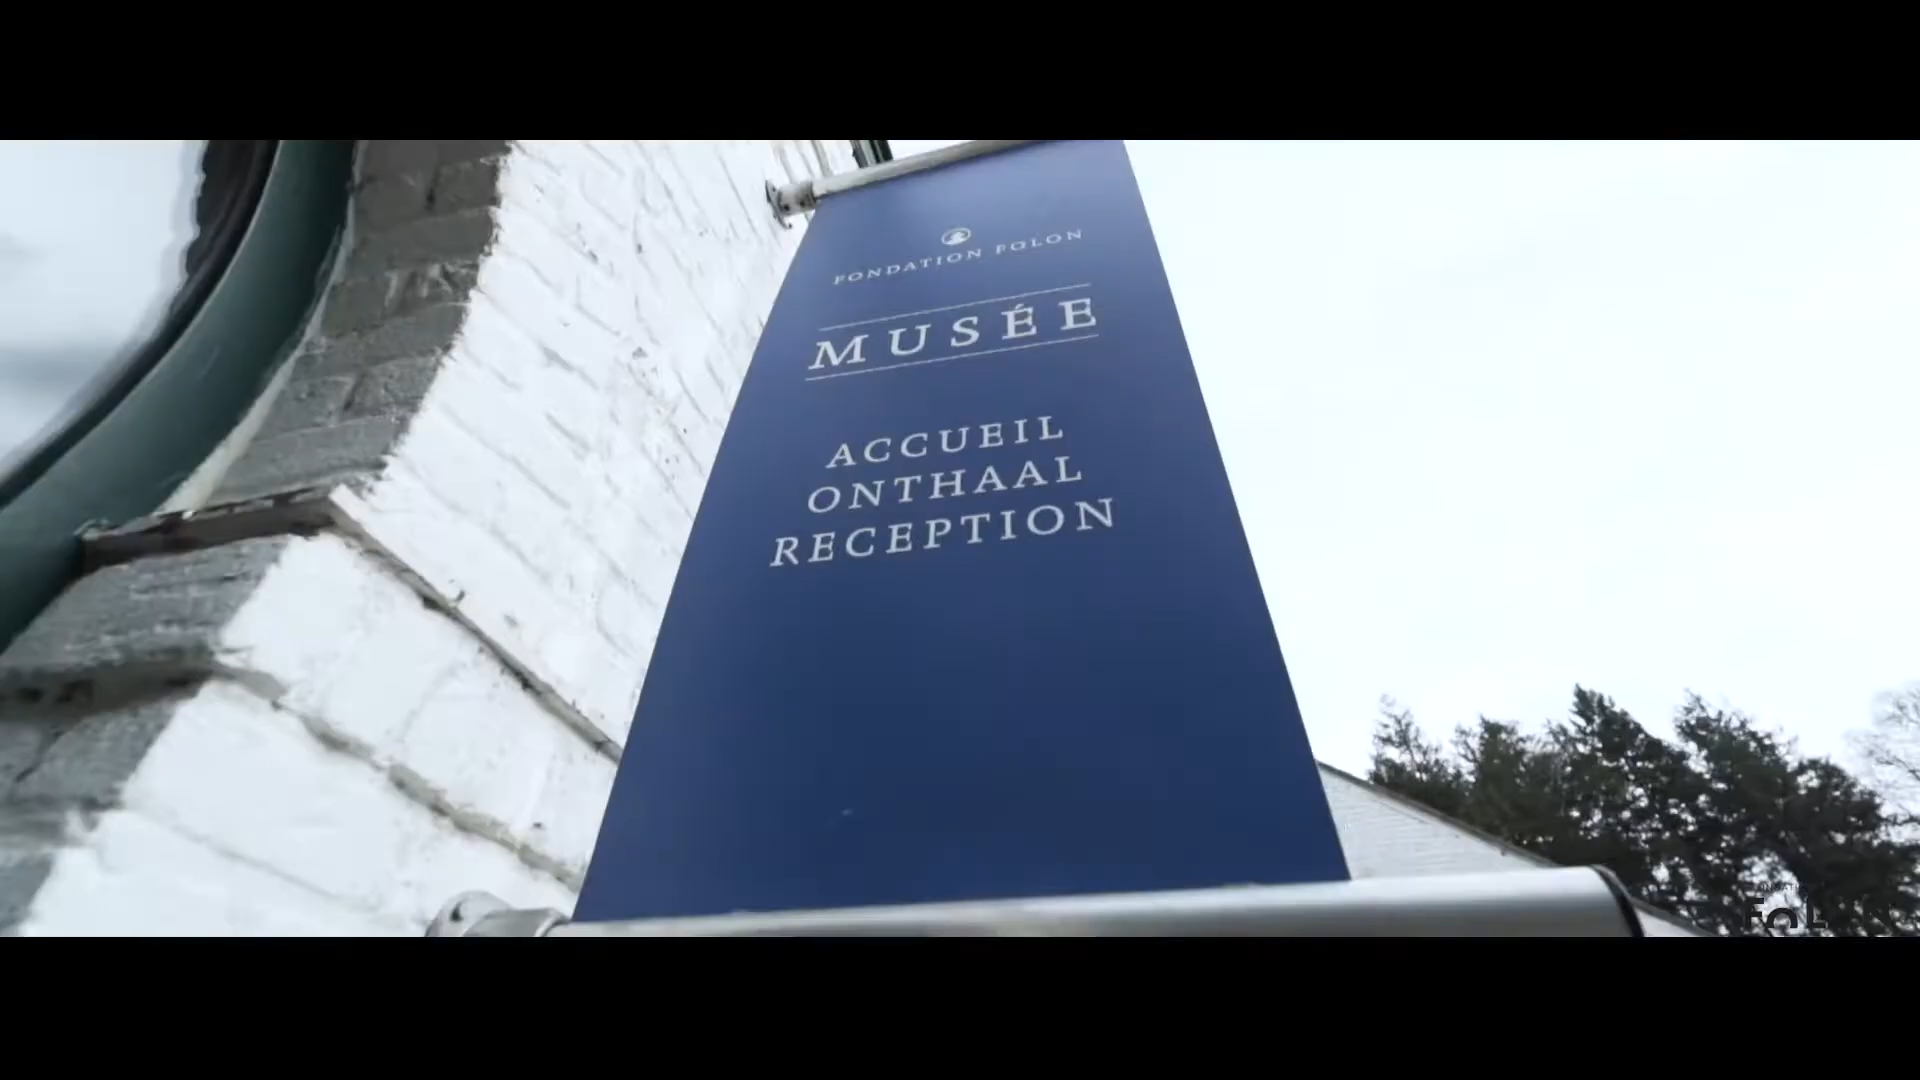 FONDATION FOLON
MUSÉE
ACCUEIL
ONTHAAL
RECEPTION